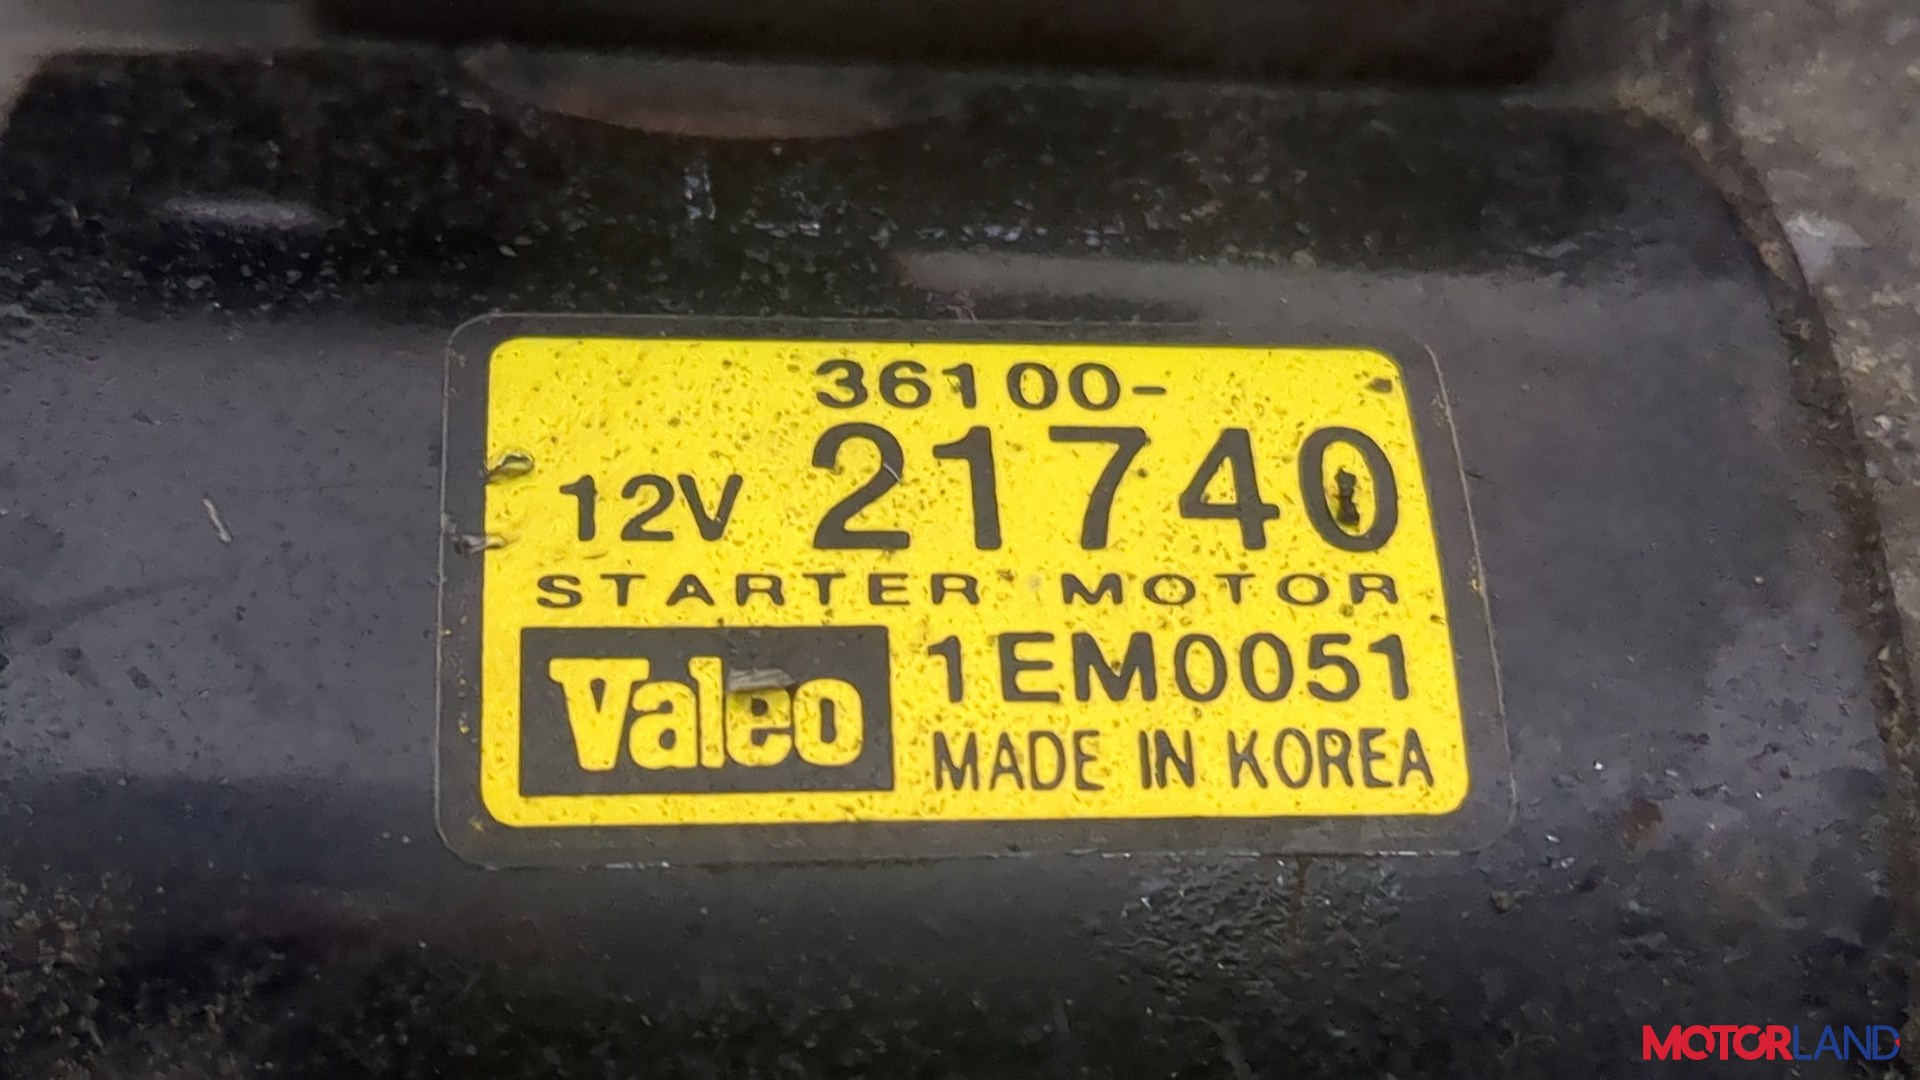 36100-
12V 21740
STARTER MOTOR
Valeo 1EM0051
MADE IN KOREA
MOTORLAND